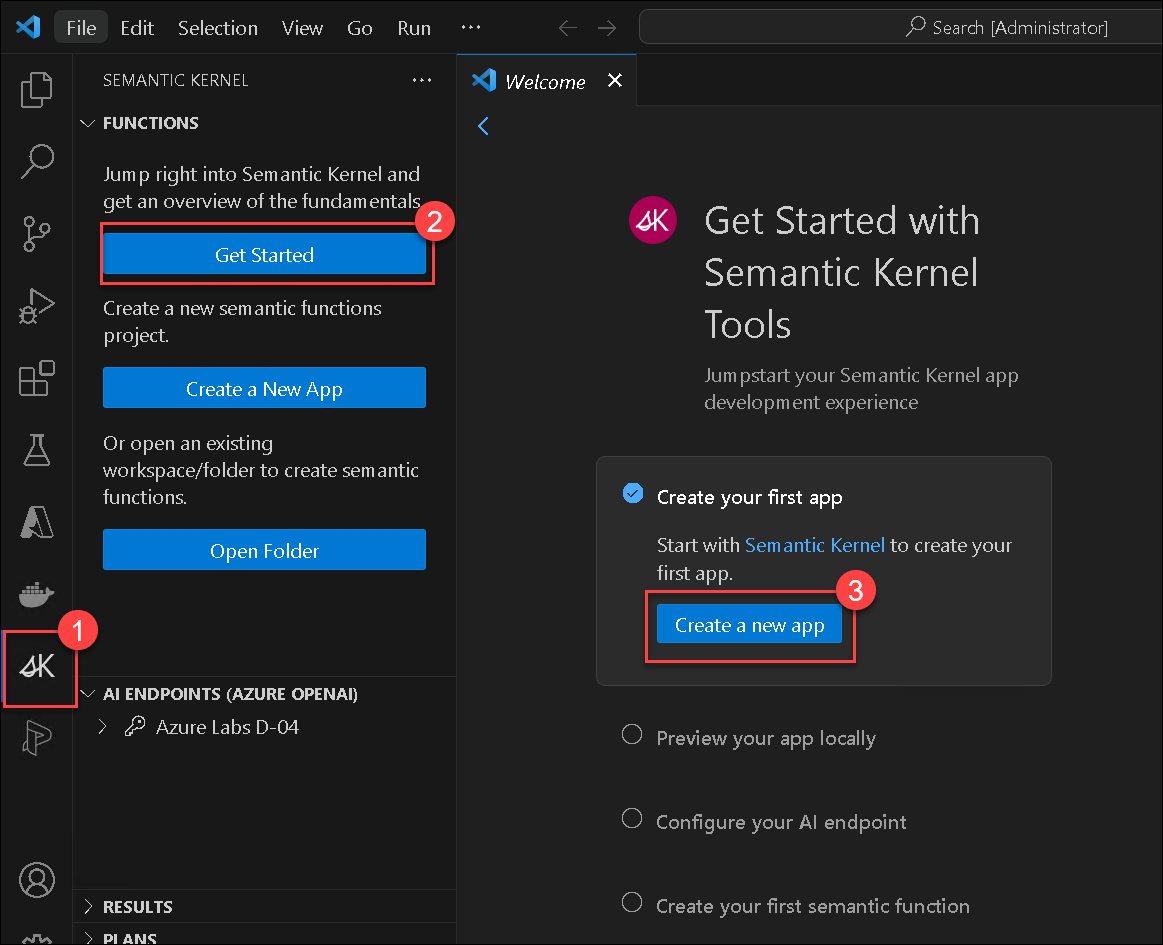 File Edit Selection View Go Run ···
Search [Administrator]
SEMANTIC KERNEL ···
FUNCTIONS
Jump right into Semantic Kernel and
get an overview of the fundamentals
2
Get Started
Create a new semantic functions
project.
Create a New App
Or open an existing
workspace/folder to create semantic
functions.
Open Folder
1
sK
AI ENDPOINTS (AZURE OPENAI)
Azure Labs D-04
RESULTS
PLANS
Welcome
sK
Get Started with
Semantic Kernel
Tools
Jumpstart your Semantic Kernel app
development experience
Create your first app
Start with Semantic Kernel to create your
first app.
3
Create a new app
Preview your app locally
Configure your AI endpoint
Create your first semantic function